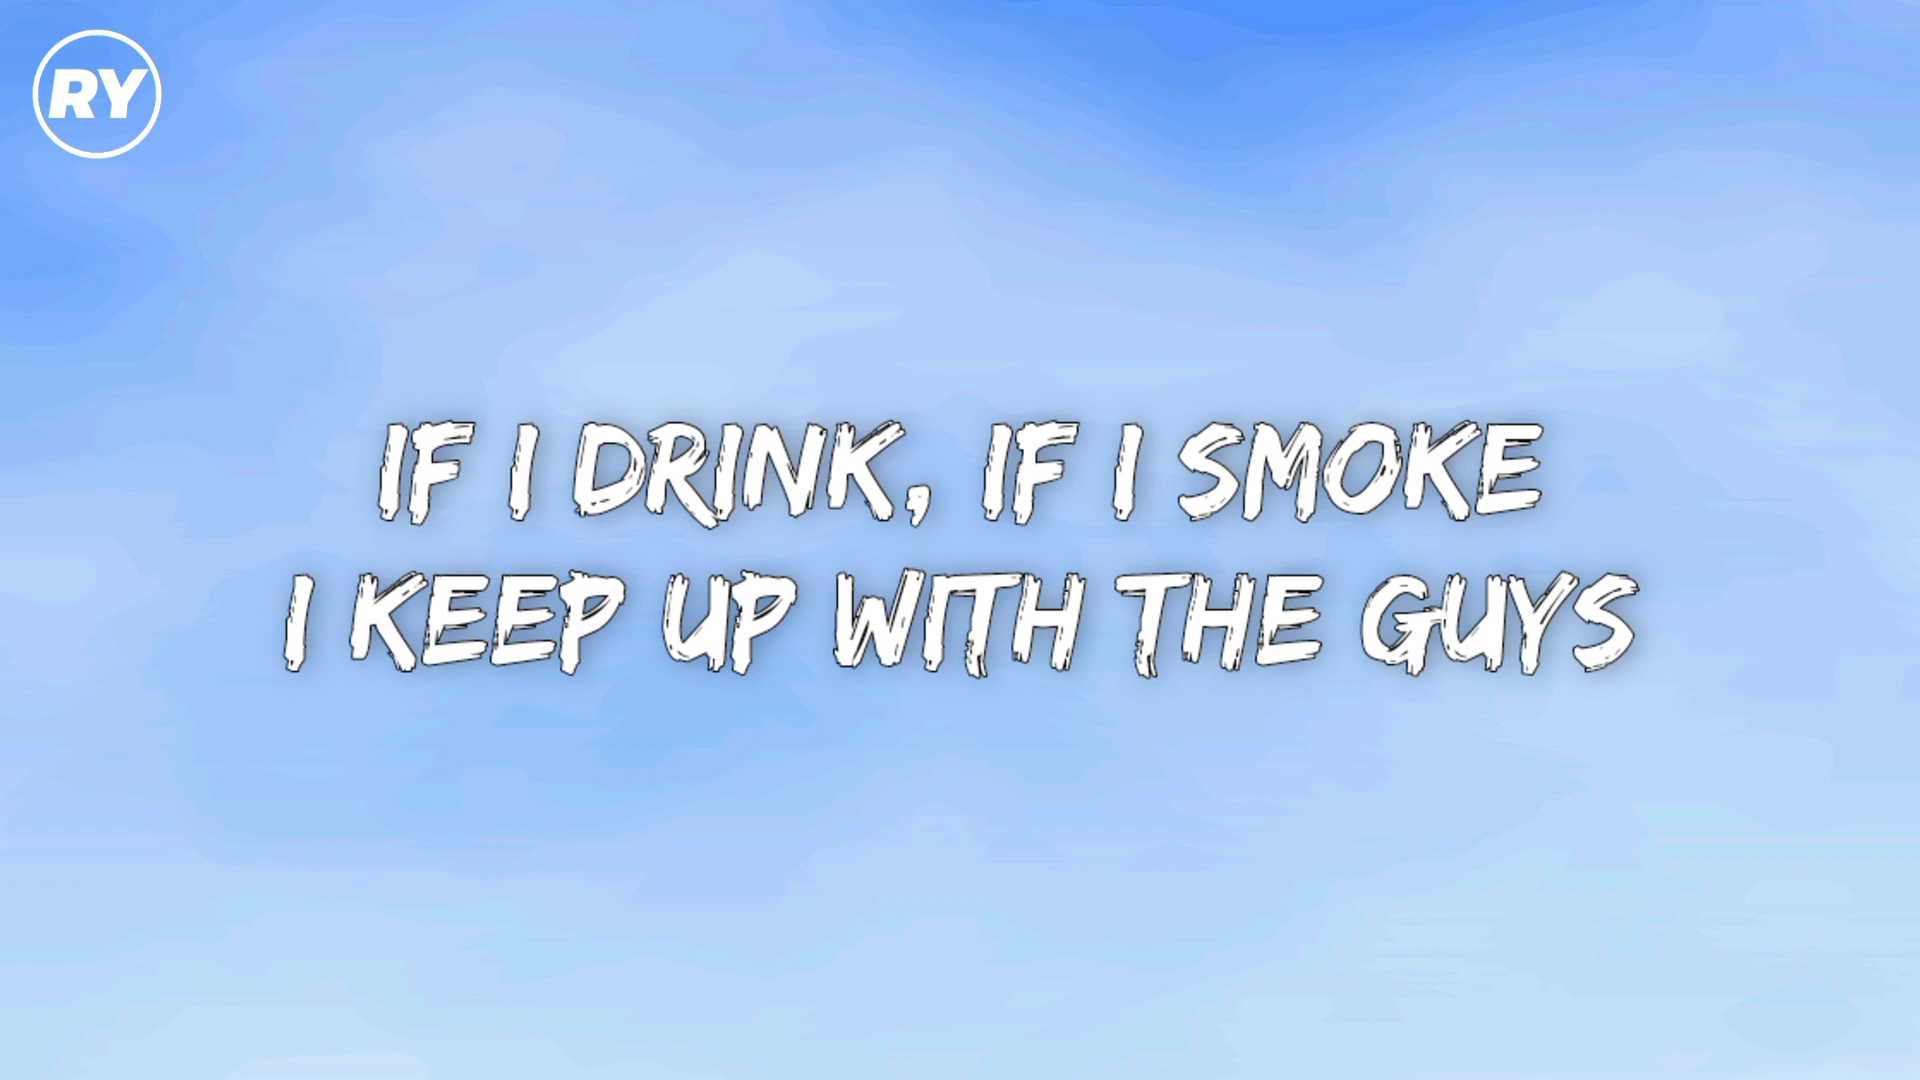 RY
IF I DRINK, IF I SMOKE
I KEEP UP WITH THE GUYS